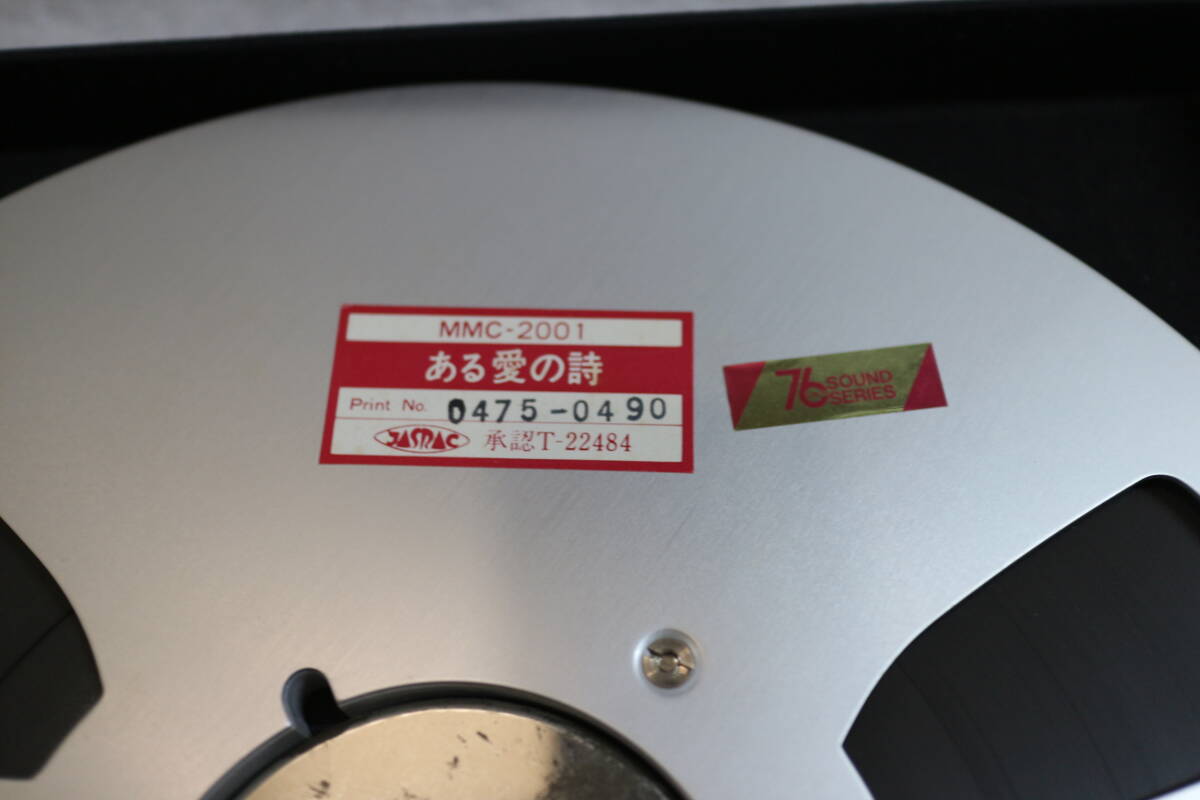 MMC-2001
ある愛の詩
Print No. 0475-0490
JASRAC 承認T-22484
76 SOUND SERIES